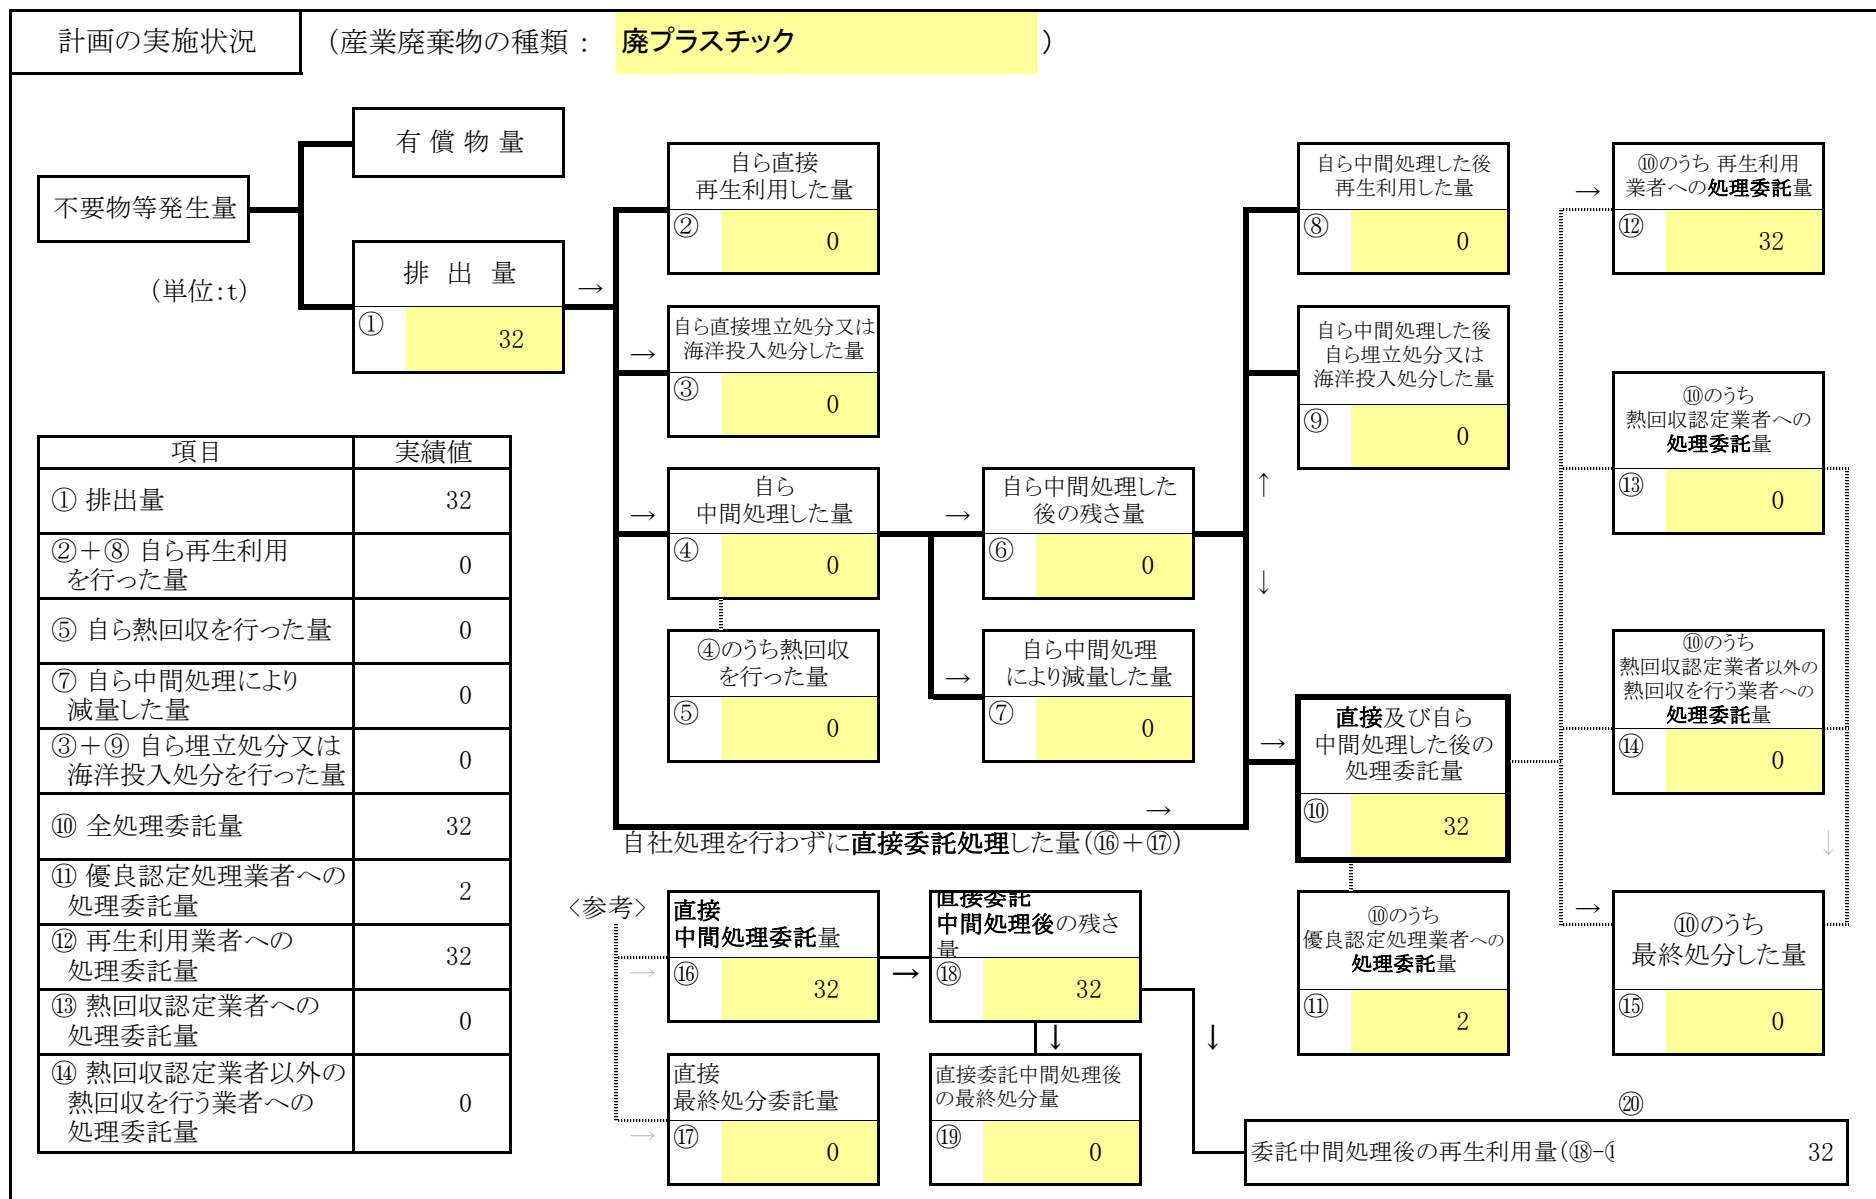 計画の実施状況
（産業廃棄物の種類： 廃プラスチック ）
有 償 物 量
不要物等発生量
（単位:t）
排 出 量
① 32
→
自ら直接
再生利用した量
② 0
→
自ら直接埋立処分又は
海洋投入処分した量
③ 0
→
自ら
中間処理した量
④ 0
④のうち熱回収
を行った量
⑤ 0
→
自ら中間処理した
後の残さ量
⑥ 0
→
自ら中間処理
により減量した量
⑦ 0
自ら中間処理した後
再生利用した量
⑧ 0
自ら中間処理した後
自ら埋立処分又は
海洋投入処分した量
⑨ 0
↑
↓
→
直接及び自ら
中間処理した後の
処理委託量
⑩ 32
⑩のうち
優良認定処理業者への
処理委託量
⑪ 2
→
⑩のうち 再生利用
業者への処理委託量
⑫ 32
⑩のうち
熱回収認定業者への
処理委託量
⑬ 0
⑩のうち
熱回収認定業者以外の
熱回収を行う業者への
処理委託量
⑭ 0
↓
→
⑩のうち
最終処分した量
⑮ 0
→
自社処理を行わずに直接委託処理した量(⑯＋⑰)
<参考>
→
直接
中間処理委託量
⑯ 32
→
直接委託
中間処理後の残さ
量
⑱ 32
↓
↓
→
直接
最終処分委託量
⑰ 0
直接委託中間処理後
の最終処分量
⑲ 0
⑳
委託中間処理後の再生利用量(⑱-
32
項目 実績値
① 排出量 32
②＋⑧ 自ら再生利用
を行った量 0
⑤ 自ら熱回収を行った量 0
⑦ 自ら中間処理により
減量した量 0
③＋⑨ 自ら埋立処分又は
海洋投入処分を行った量 0
⑩ 全処理委託量 32
⑪ 優良認定処理業者への
処理委託量 2
⑫ 再生利用業者への
処理委託量 32
⑬ 熱回収認定業者への
処理委託量 0
⑭ 熱回収認定業者以外の
熱回収を行う業者への
処理委託量 0